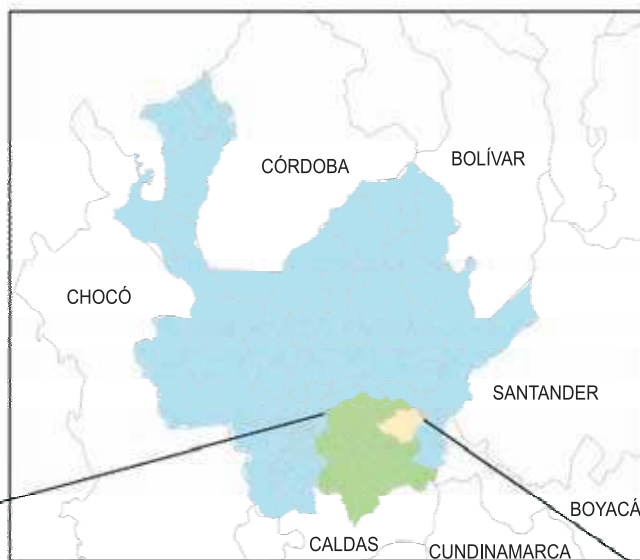 CÓRDOBA
BOLÍVAR
CHOCÓ
SANTANDER
BOYACÁ
CALDAS
CUNDINAMARCA